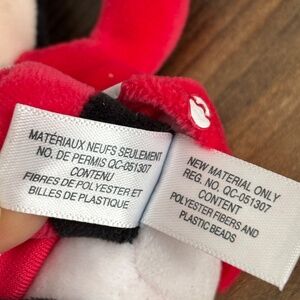 MATÉRIAUX NEUFS SEULEMENT
NO. DE PERMIS QC-051307
CONTENU
FIBRES DE POLYESTER ET
BILLES DE PLASTIQUE
NEW MATERIAL ONLY
REG. NO. QC-051307
CONTENT
POLYESTER FIBERS AND
PLASTIC BEADS